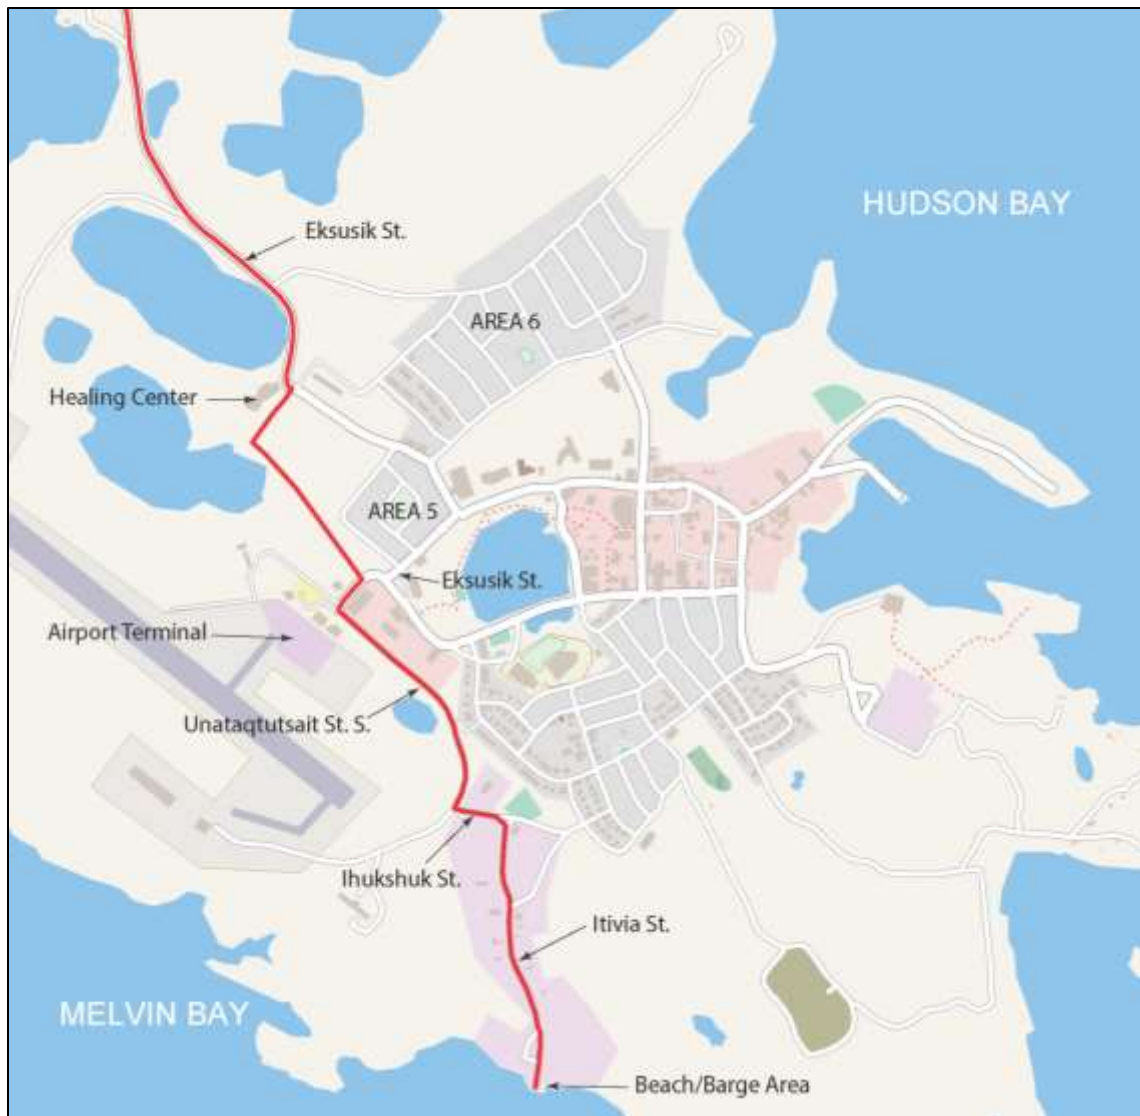 HUDSON BAY
Eksusik St.
AREA 6
Healing Center
AREA 5
Eksusik St.
Airport Terminal
Unataqtutsait St. S.
Ihukshuk St.
Itivia St.
MELVIN BAY
Beach/Barge Area